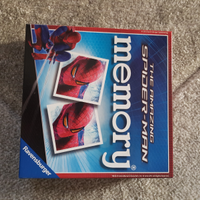 THE AMAZING
SPIDER-MAN
memory®
Ravensburger